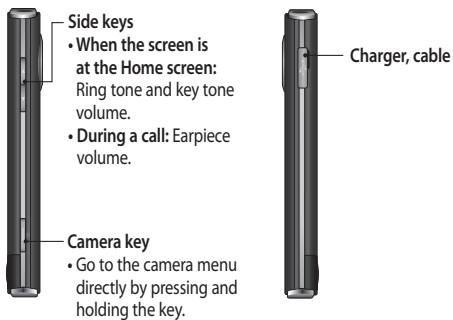 Side keys
• When the screen is
at the Home screen:
Ring tone and key tone
volume.
• During a call: Earpiece
volume.
Camera key
• Go to the camera menu
directly by pressing and
holding the key.
Charger, cable